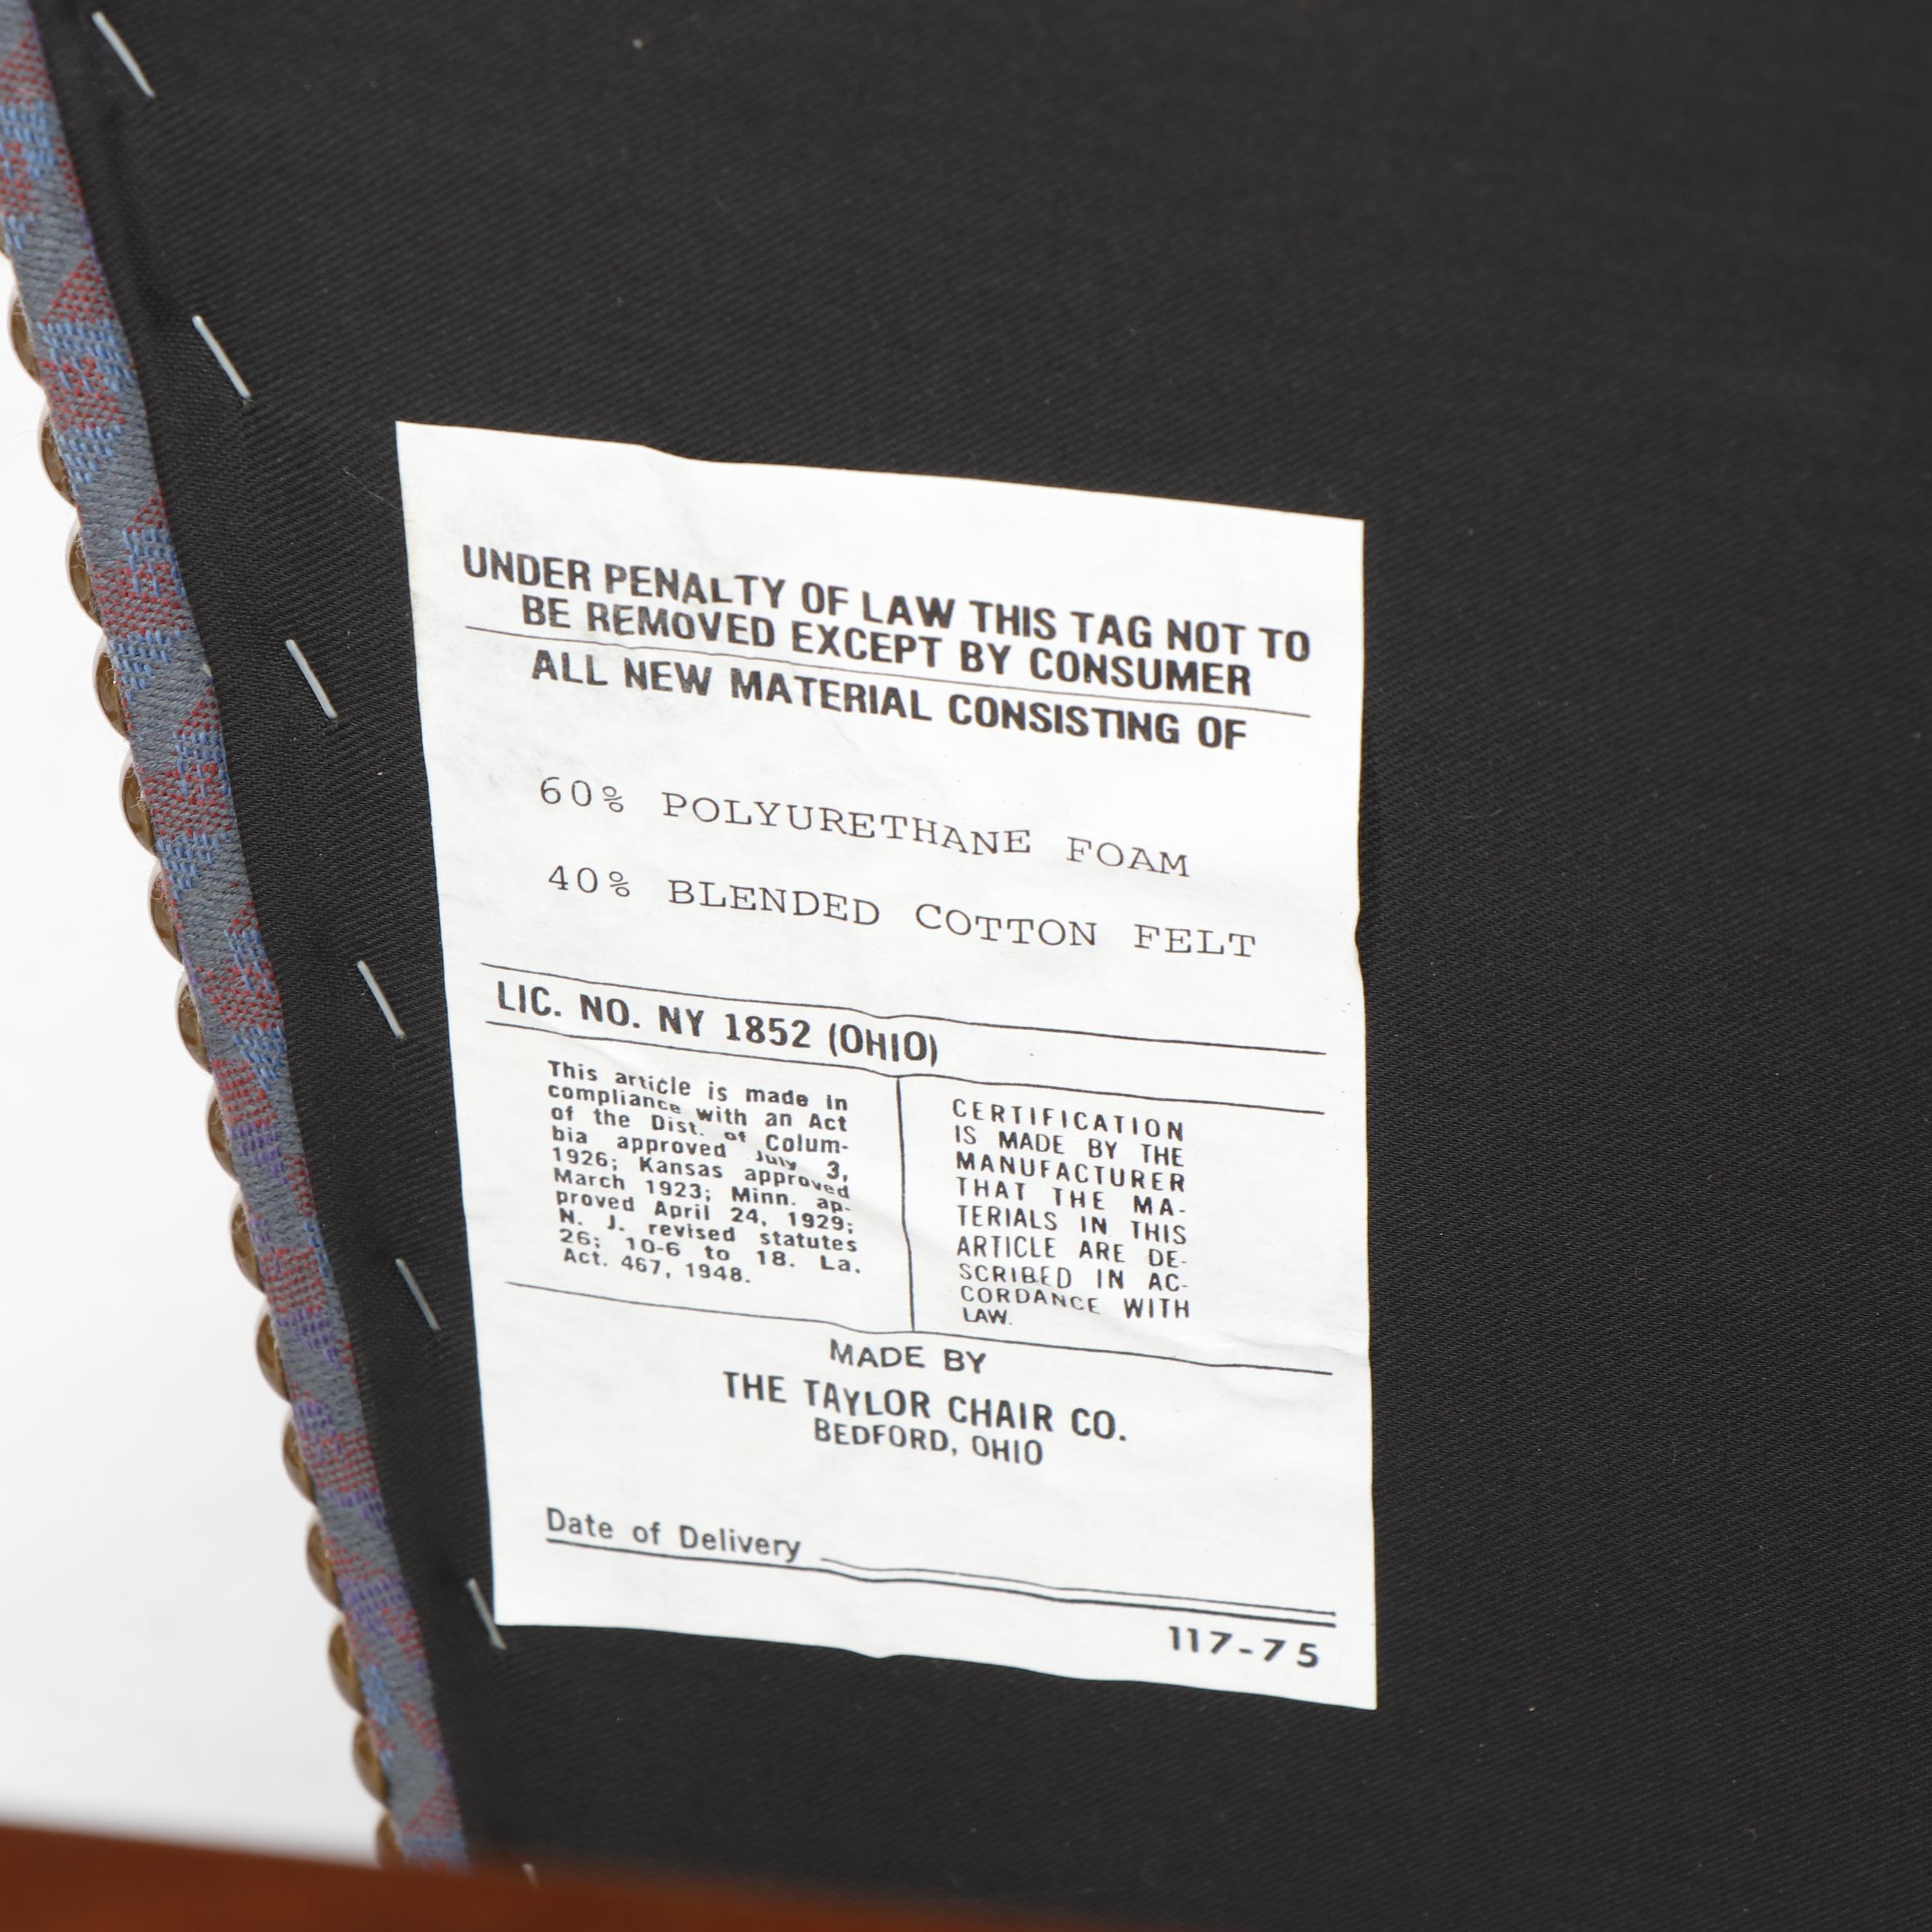 UNDER PENALTY OF LAW THIS TAG NOT TO
BE REMOVED EXCEPT BY CONSUMER
ALL NEW MATERIAL CONSISTING OF
60% POLYURETHANE FOAM
40% BLENDED COTTON FELT
LIC. NO. NY 1852 (OHIO)
This article is made in
compliance with an Act
of the Dist. of Colum-
bia approved July 3,
1926; Kansas approved
March 1923; Minn. ap-
proved April 24, 1929;
N. J. revised statutes
26; 10-6 to 18. La.
Act. 467, 1948.
CERTIFICATION
IS MADE BY THE
MANUFACTURER
THAT THE MA-
TERIALS IN THIS
ARTICLE ARE DE-
SCRIBED IN AC-
CORDANCE WITH
LAW.
MADE BY
THE TAYLOR CHAIR CO.
BEDFORD, OHIO
Date of Delivery
117-75